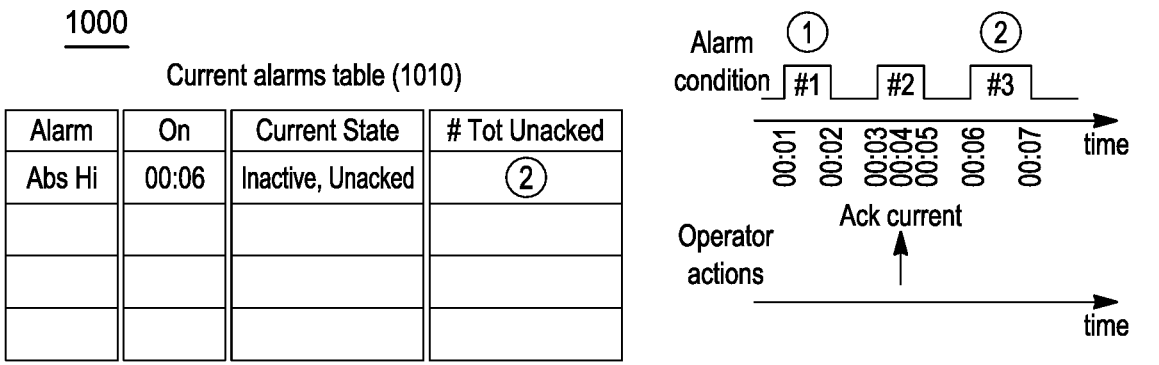 1000
Current alarms table (1010)
Alarm On Current State # Tot Unacked
Abs Hi 00:06 Inactive, Unacked 2
1 2
Alarm
condition #1 #2 #3
00:01 00:02 00:03 00:04 00:05 00:06 00:07 time
Ack current
Operator
actions
time